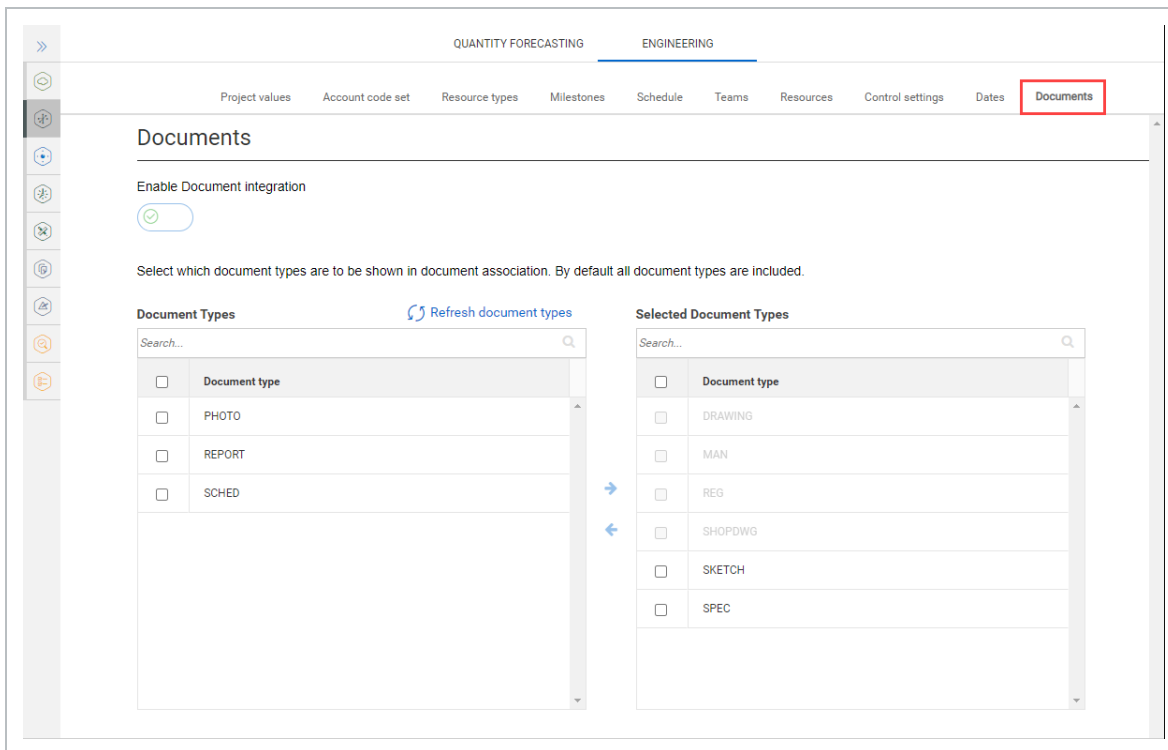 QUANTITY FORECASTING ENGINEERING
Project values Account code set Resource types Milestones Schedule Teams Resources Control settings Dates Documents
Documents
Enable Document integration
Select which document types are to be shown in document association. By default all document types are included.
Document Types Refresh document types Selected Document Types
Search... Search...
Document type Document type
PHOTO DRAWING
REPORT MAN
SCHED REG
SHOPDWG
SKETCH
SPEC